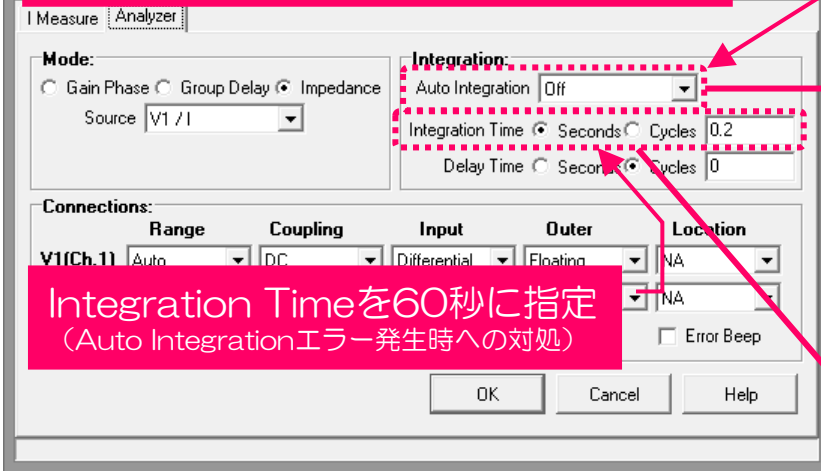 I Measure Analyzer
Mode:
Gain Phase Group Delay Impedance
Source V1 / I
Integration:
Auto Integration Off
Integration Time Seconds Cycles 0.2
Delay Time Seconds Cycles 0
Connections:
Range Coupling Input Outer Location
V1(Ch.1) Auto DC Differential Floating NA
NA
Integration Timeを60秒に指定
（Auto Integrationエラー発生時への対処）
Error Beep
OK Cancel Help